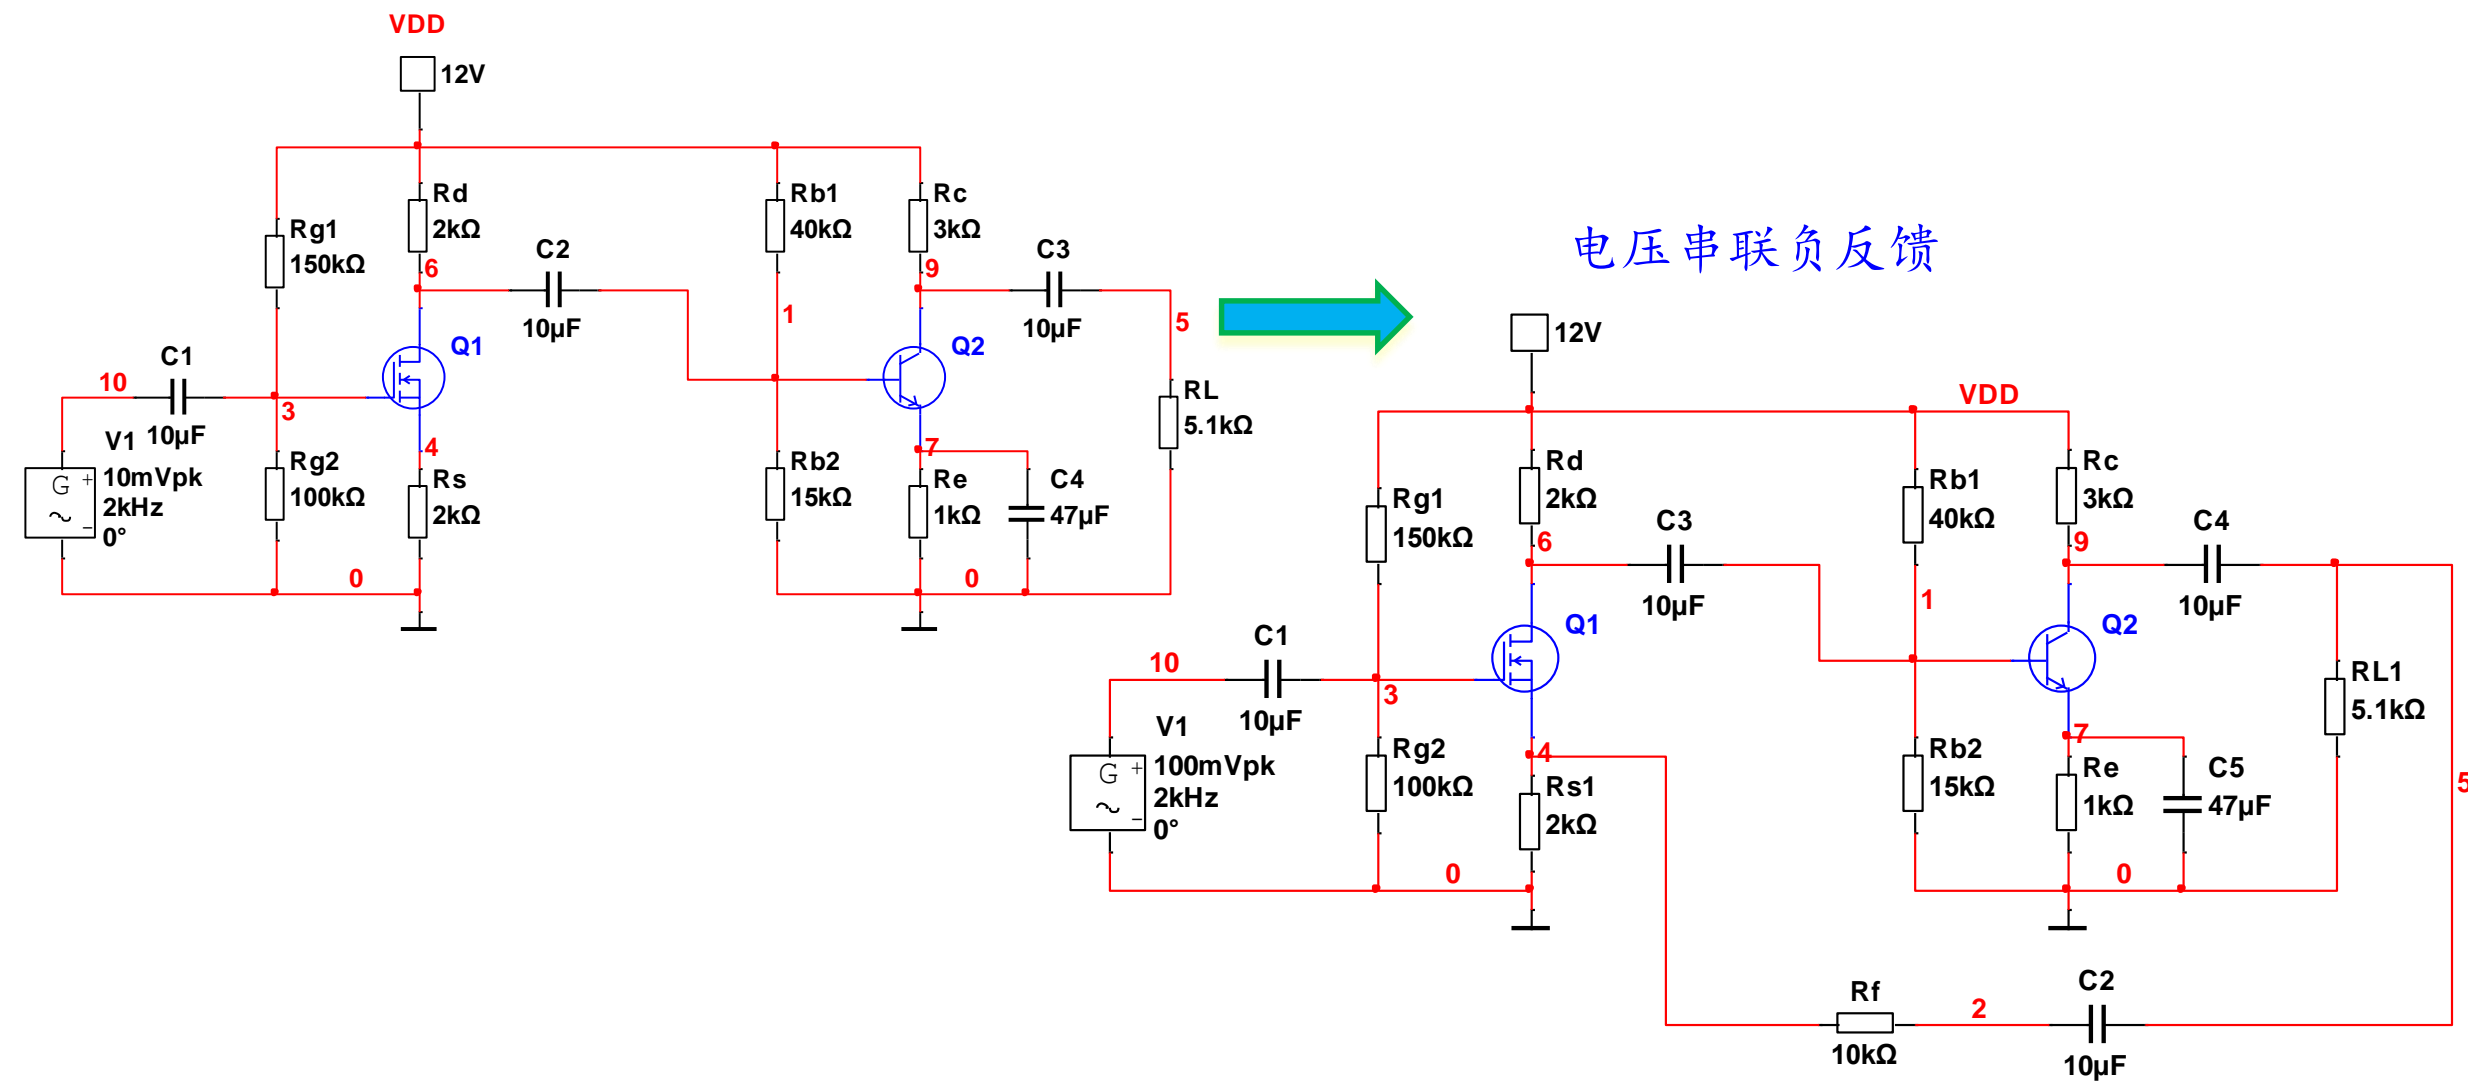 VDD
12V
Rd
2kΩ
Rb1
40kΩ
Rc
3kΩ
Rg1
150kΩ
C2
10µF
C3
10µF
6
9
1
5
Q1
Q2
C1
10µF
10
3
RL
5.1kΩ
V1
10mVpk
2kHz
0°
G
+
~
−
Rg2
100kΩ
4
Rs
2kΩ
Rb2
15kΩ
7
Re
1kΩ
C4
47µF
0
0
电压串联负反馈
12V
VDD
Rd
2kΩ
Rg1
150kΩ
Rb1
40kΩ
Rc
3kΩ
C3
10µF
C4
10µF
6
9
1
Q1
Q2
C1
10µF
10
3
RL1
5.1kΩ
V1
100mVpk
2kHz
0°
G
+
~
−
Rg2
100kΩ
4
Rs1
2kΩ
Rb2
15kΩ
7
Re
1kΩ
C5
47µF
5
0
0
Rf
10kΩ
2
C2
10µF